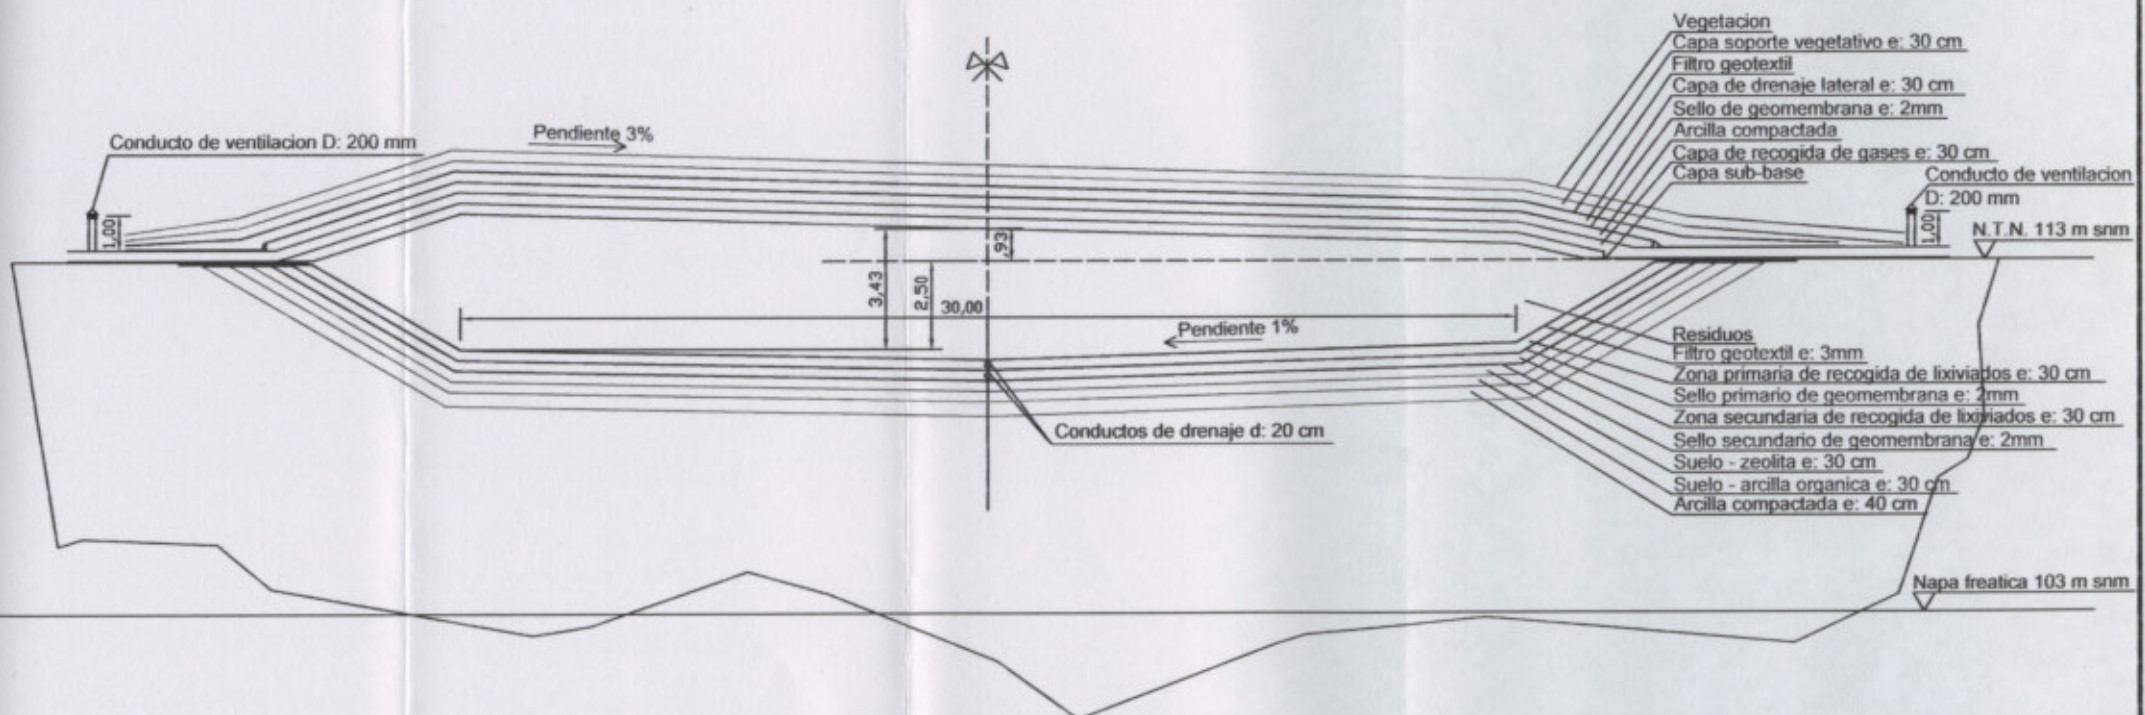 Vegetacion
Capa soporte vegetativo e: 30 cm
Filtro geotextil
Capa de drenaje lateral e: 30 cm
Sello de geomembrana e: 2mm
Arcilla compactada
Capa de recogida de gases e: 30 cm
Capa sub-base
Conducto de ventilacion D: 200 mm
Pendiente 3%
Conducto de ventilacion
D: 200 mm
1,00
1,00
N.T.N. 113 m snm
,93
3,43
2,50
30,00
Pendiente 1%
Residuos
Filtro geotextil e: 3mm
Zona primaria de recogida de lixiviados e: 30 cm
Sello primario de geomembrana e: 2mm
Zona secundaria de recogida de lixiviados e: 30 cm
Sello secundario de geomembrana e: 2mm
Suelo - zeolita e: 30 cm
Suelo - arcilla organica e: 30 cm
Arcilla compactada e: 40 cm
Conductos de drenaje d: 20 cm
Napa freatica 103 m snm